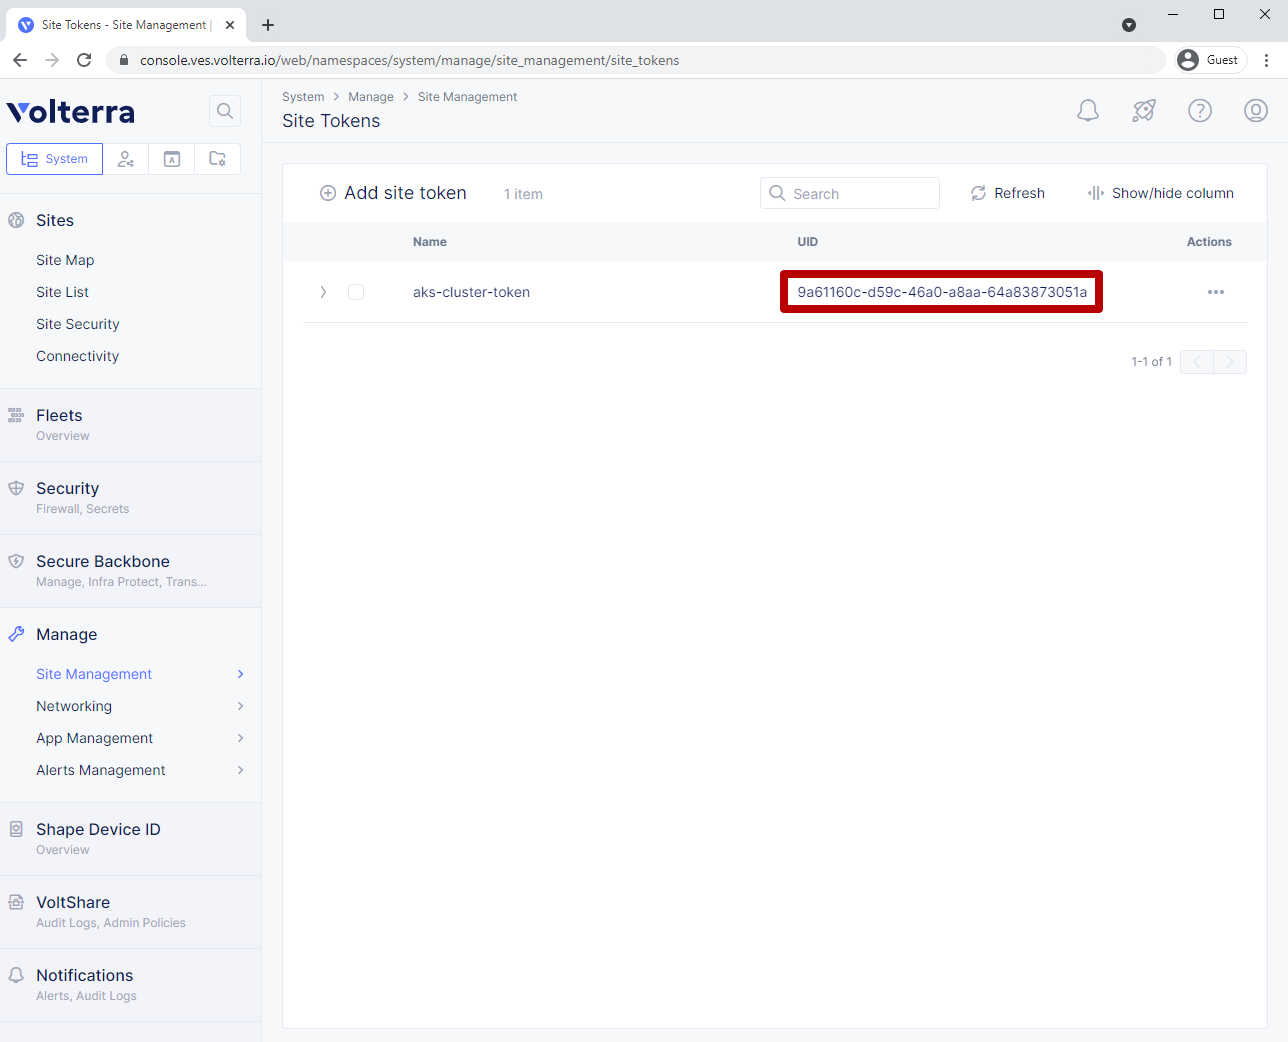 Site Tokens - Site Management |
console.ves.volterra.io/web/namespaces/system/manage/site_management/site_tokens
Guest
Volterra
System
System > Manage > Site Management
Site Tokens
Sites
Site Map
Site List
Site Security
Connectivity
Fleets
Overview
Security
Firewall, Secrets
Secure Backbone
Manage, Infra Protect, Trans...
Manage
Site Management
Networking
App Management
Alerts Management
Shape Device ID
Overview
VoltShare
Audit Logs, Admin Policies
Notifications
Alerts, Audit Logs
Add site token 1 item Search Refresh Show/hide column
Name UID Actions
aks-cluster-token 9a61160c-d59c-46a0-a8aa-64a83873051a
1-1 of 1